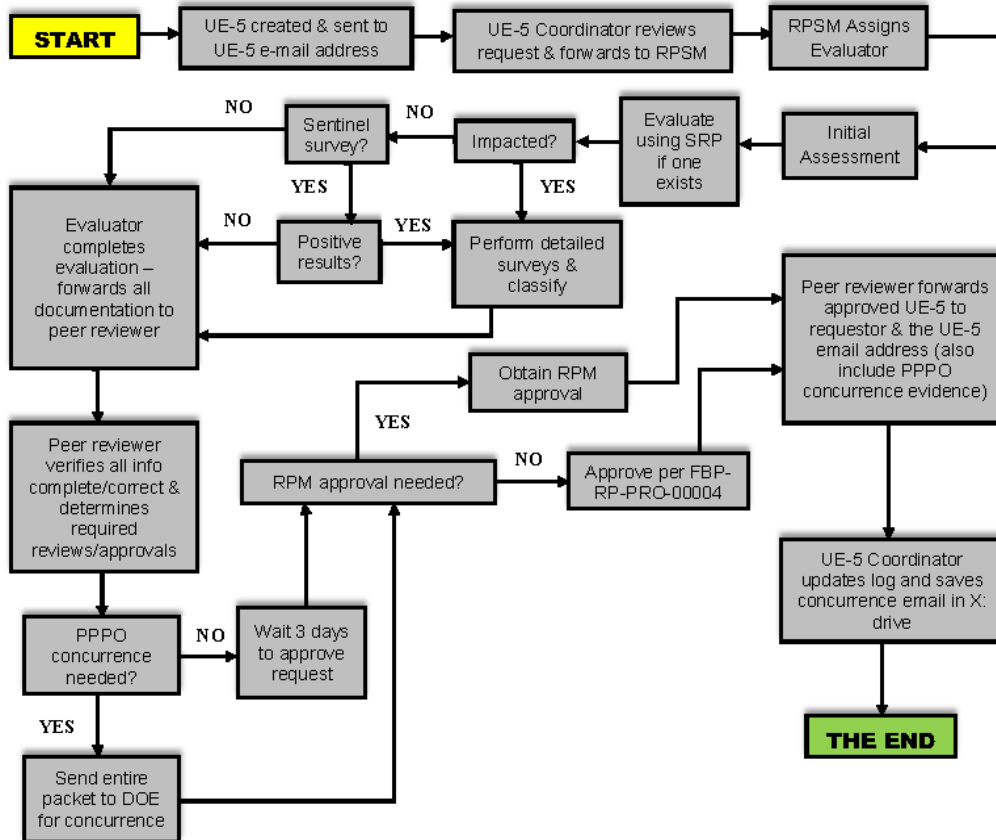 START
UE-5 created & sent to
UE-5 e-mail address
UE-5 Coordinator reviews
request & forwards to RPSM
RPSM Assigns
Evaluator
Initial
Assessment
Evaluate
using SRP
if one
exists
Impacted?
NO
YES
Sentinel
survey?
NO
YES
Positive
results?
NO
YES
Perform detailed
surveys &
classify
Evaluator
completes
evaluation –
forwards all
documentation to
peer reviewer
Peer reviewer
verifies all info
complete/correct &
determines
required
reviews/approvals
PPPO
concurrence
needed?
NO
Wait 3 days
to approve
request
YES
Send entire
packet to DOE
for concurrence
RPM approval needed?
YES
Obtain RPM
approval
NO
Approve per FBP-
RP-PRO-00004
Peer reviewer forwards
approved UE-5 to
requestor & the UE-5
email address (also
include PPPO
concurrence evidence)
UE-5 Coordinator
updates log and saves
concurrence email in X:
drive
THE END